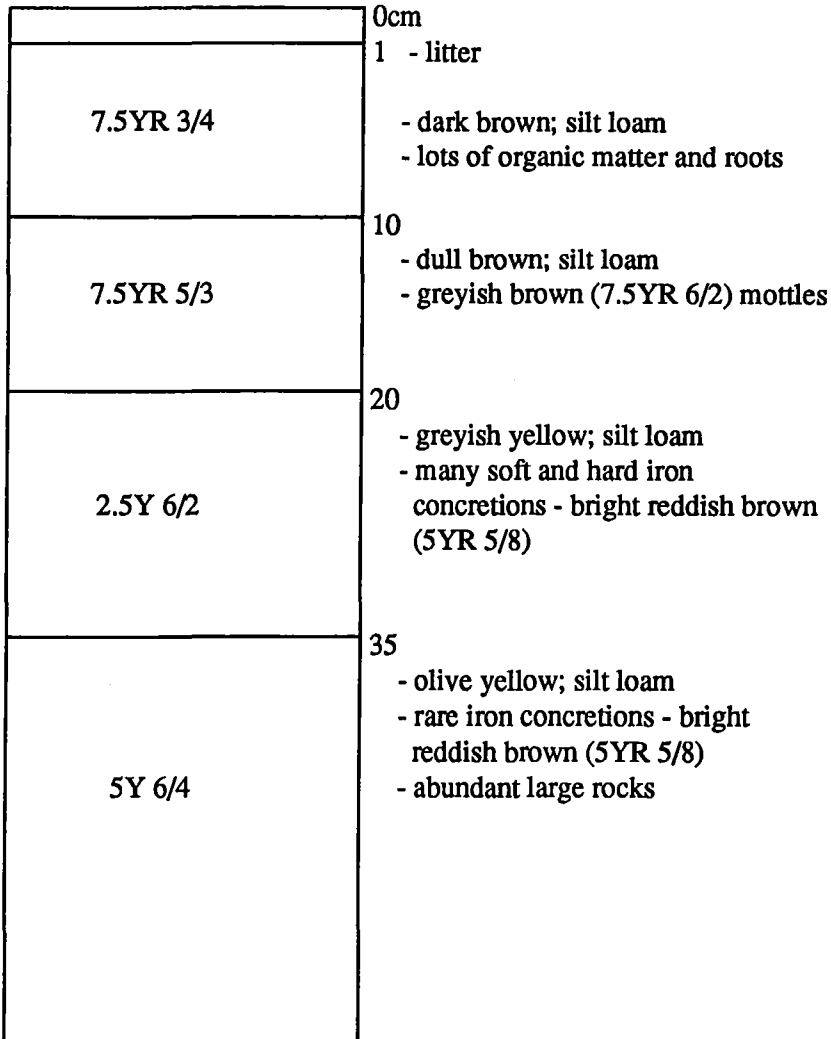 0cm
1 - litter
7.5YR 3/4
- dark brown; silt loam
- lots of organic matter and roots
10
- dull brown; silt loam
7.5YR 5/3
- greyish brown (7.5YR 6/2) mottles
20
- greyish yellow; silt loam
- many soft and hard iron
2.5Y 6/2
concretions - bright reddish brown
(5YR 5/8)
35
- olive yellow; silt loam
- rare iron concretions - bright
reddish brown (5YR 5/8)
5Y 6/4
- abundant large rocks